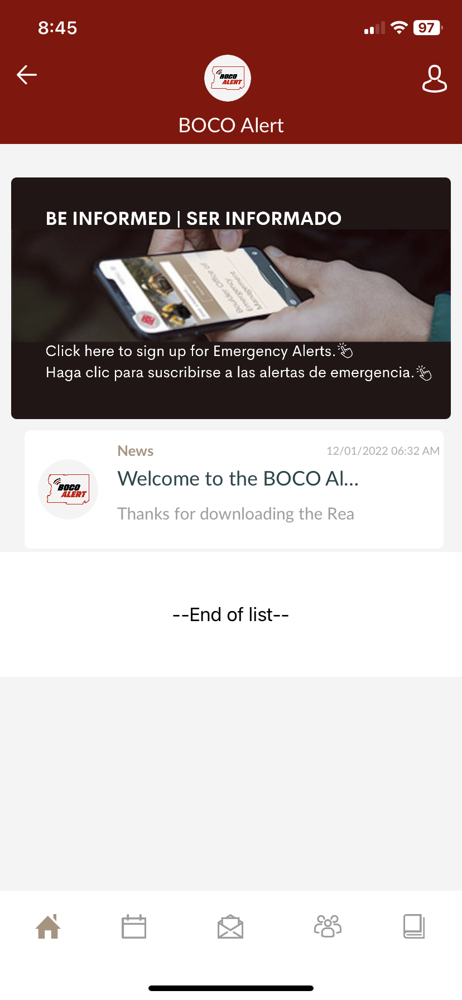 8:45
97
BOCO
ALERT
BOCO Alert
BE INFORMED | SER INFORMADO
Boulder Office of
Emergency
Management
Click here to sign up for Emergency Alerts.
Haga clic para suscribirse a las alertas de emergencia.
News
12/01/2022 06:32 AM
BOCO
ALERT
Welcome to the BOCO Al...
Thanks for downloading the Rea
--End of list--